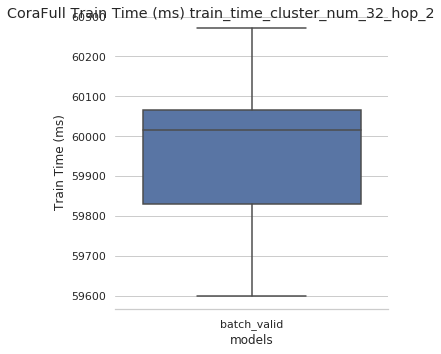 CoraFull Train Time (ms) train_time_cluster_num_32_hop_2
60300
60200
60100
60000
59900
59800
59700
59600
Train Time (ms)
batch_valid
models